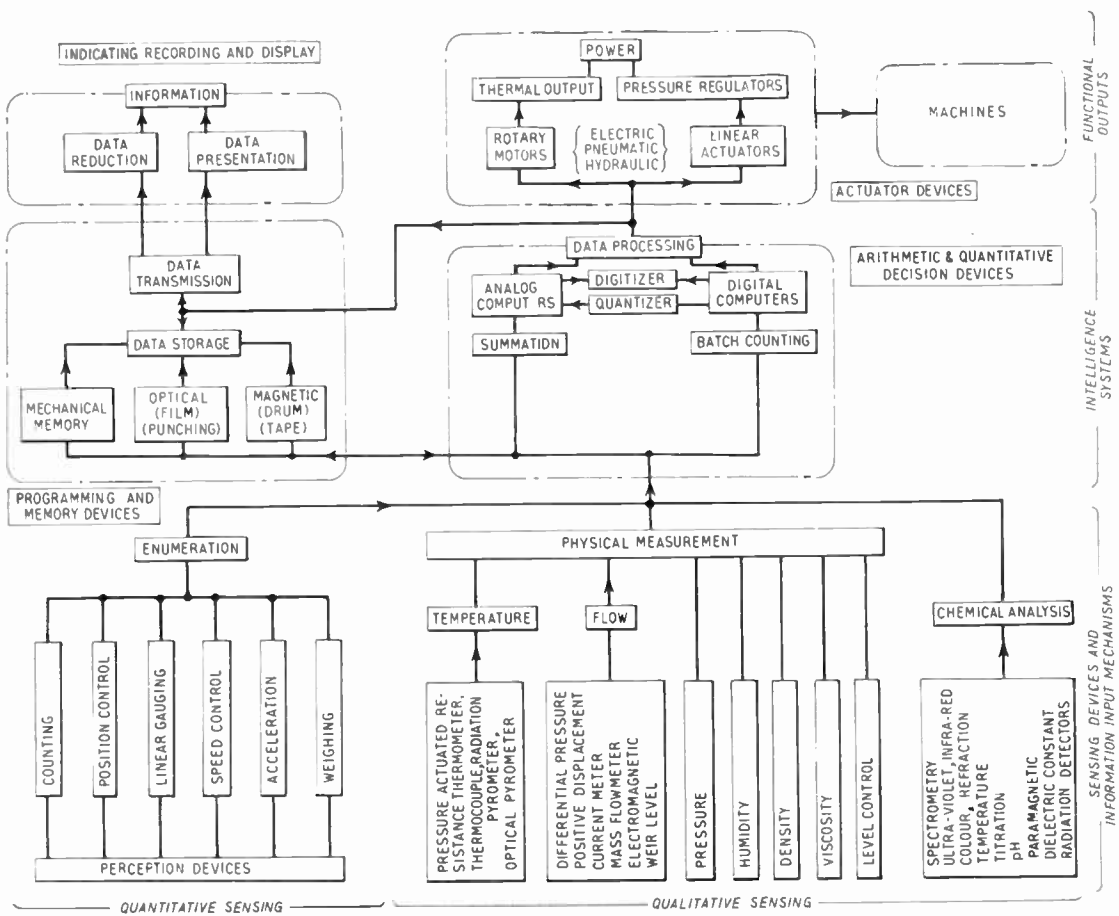 INDICATING RECORDING AND DISPLAY
INFORMATION
DATA
REDUCTION
DATA
PRESENTATION
POWER
THERMAL OUTPUT
PRESSURE REGULATORS
ROTARY
MOTORS
ELECTRIC
PNEUMATIC
HYDRAULIC
LINEAR
ACTUATORS
MACHINES
FUNCTIONAL
OUTPUTS
ACTUATOR DEVICES
DATA
TRANSMISSION
DATA STORAGE
MECHANICAL
MEMORY
OPTICAL
(FILM)
(PUNCHING)
MAGNETIC
(DRUM)
(TAPE)
DATA PROCESSING
ANALOG
COMPUT RS
DIGITIZER
QUANTIZER
DIGITAL
COMPUTERS
SUMMATION
BATCH COUNTING
ARITHMETIC & QUANTITATIVE
DECISION DEVICES
INTELLIGENCE
SYSTEMS
PROGRAMMING AND
MEMORY DEVICES
ENUMERATION
COUNTING
POSITION CONTROL
LINEAR GAUGING
SPEED CONTROL
ACCELERATION
WEIGHING
PERCEPTION DEVICES
QUANTITATIVE SENSING
PHYSICAL MEASUREMENT
TEMPERATURE
FLOW
PRESSURE ACTUATED RE-
SISTANCE THERMOMETER,
THERMOCOUPLE, RADIATION
PYROMETER,
OPTICAL PYROMETER
DIFFERENTIAL PRESSURE
POSITIVE DISPLACEMENT
CURRENT METER
MASS FLOWMETER
ELECTROMAGNETIC
WEIR LEVEL
PRESSURE
HUMIDITY
DENSITY
VISCOSITY
LEVEL CONTROL
CHEMICAL ANALYSIS
SPECTROMETRY
ULTRA-VIOLET, INFRA-RED
COLOUR, REFRACTION
TEMPERATURE
TITRATION
pH
PARAMAGNETIC
DIELECTRIC CONSTANT
RADIATION DETECTORS
QUALITATIVE SENSING
SENSING DEVICES AND
INFORMATION INPUT MECHANISMS